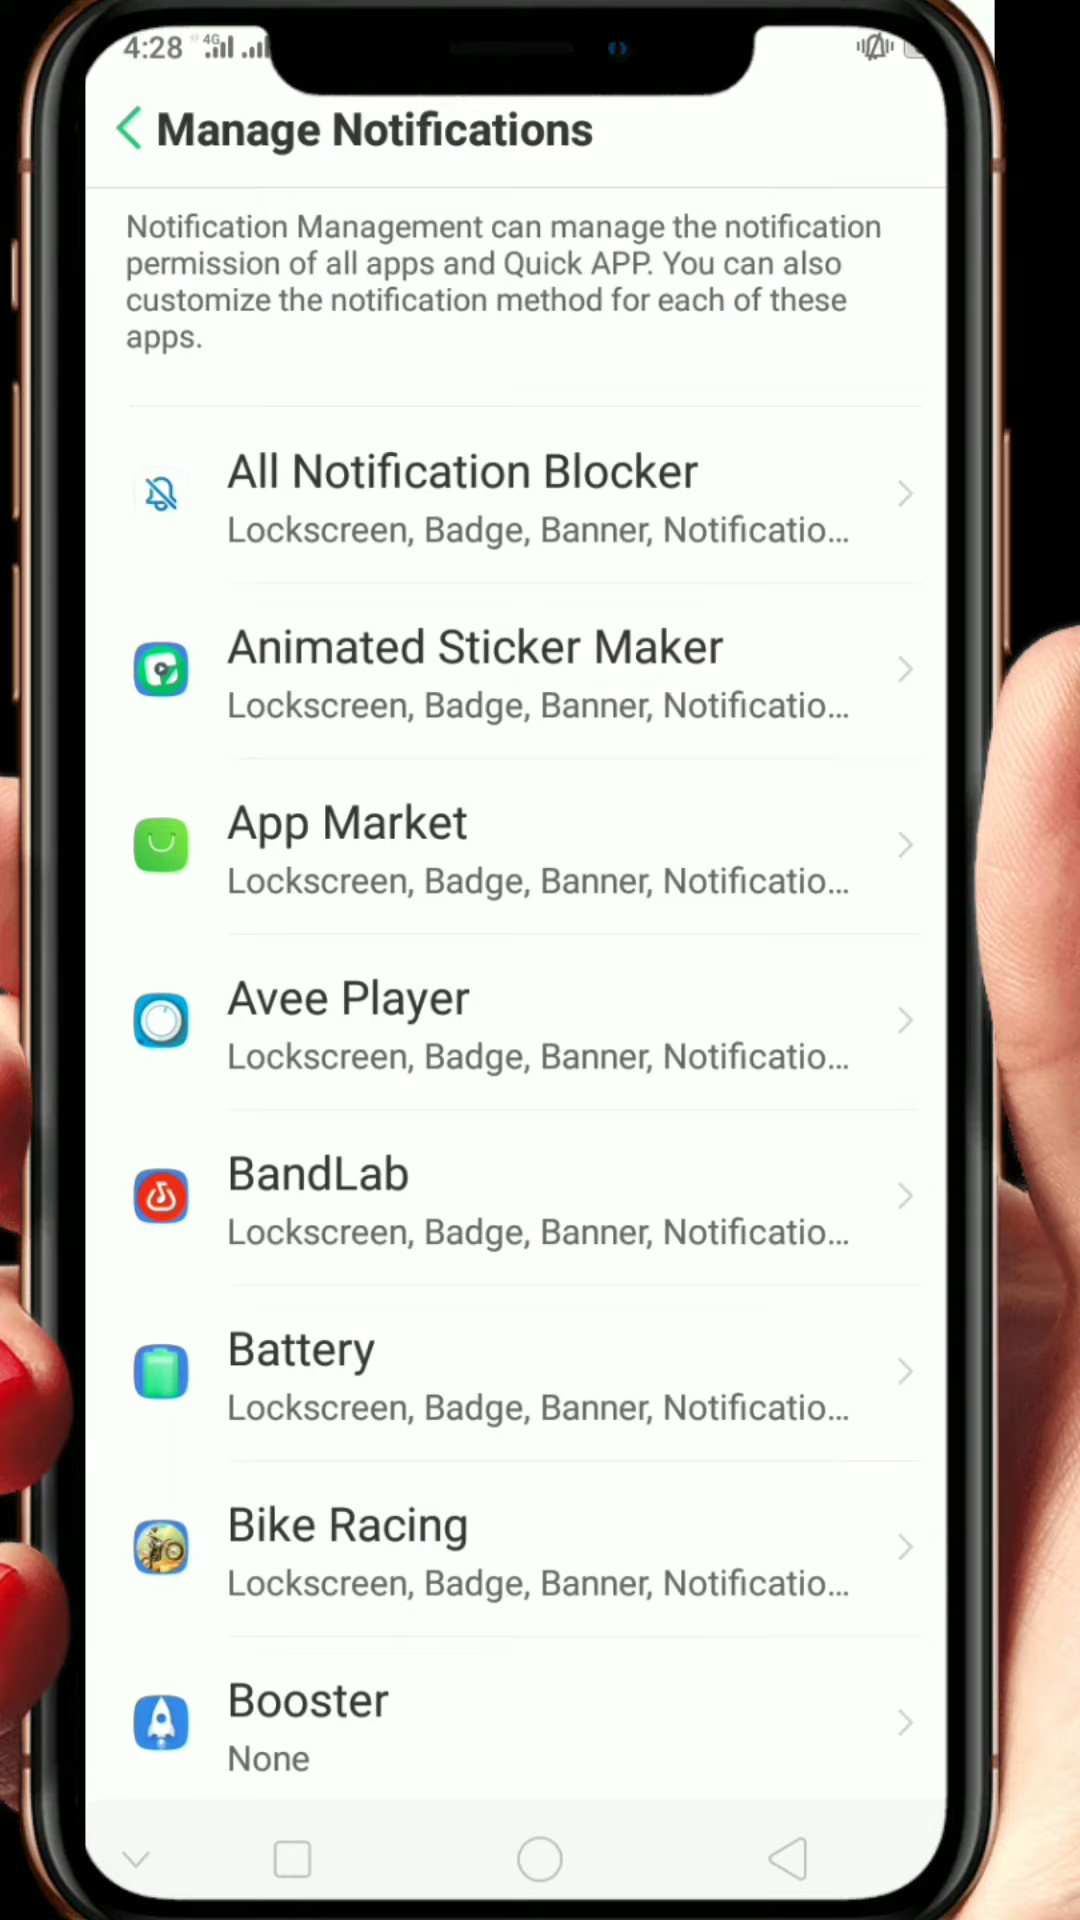 4:28 4G
Manage Notifications
Notification Management can manage the notification
permission of all apps and Quick APP. You can also
customize the notification method for each of these
apps.
All Notification Blocker
Lockscreen, Badge, Banner, Notificatio...
Animated Sticker Maker
Lockscreen, Badge, Banner, Notificatio...
App Market
Lockscreen, Badge, Banner, Notificatio...
Avee Player
Lockscreen, Badge, Banner, Notificatio...
BandLab
Lockscreen, Badge, Banner, Notificatio...
Battery
Lockscreen, Badge, Banner, Notificatio...
Bike Racing
Lockscreen, Badge, Banner, Notificatio...
Booster
None